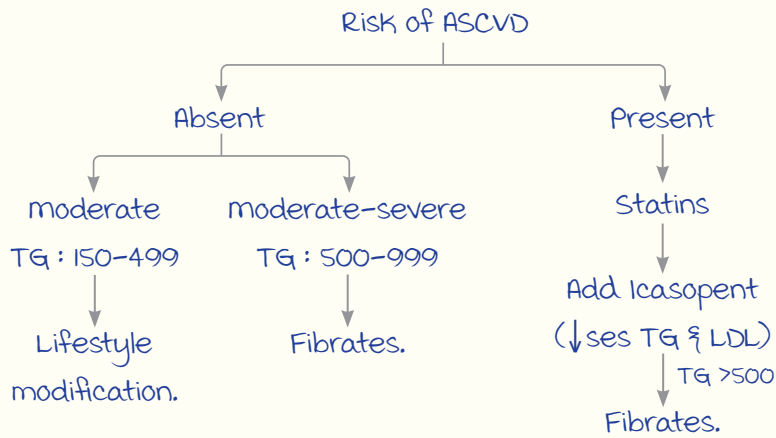 Risk of ASCVD
Absent
Present
moderate
TG : 150-499
moderate-severe
TG : 500-999
Statins
Lifestyle
modification.
Fibrates.
Add Icasopent
(↓ses TG & LDL)
TG >500
Fibrates.